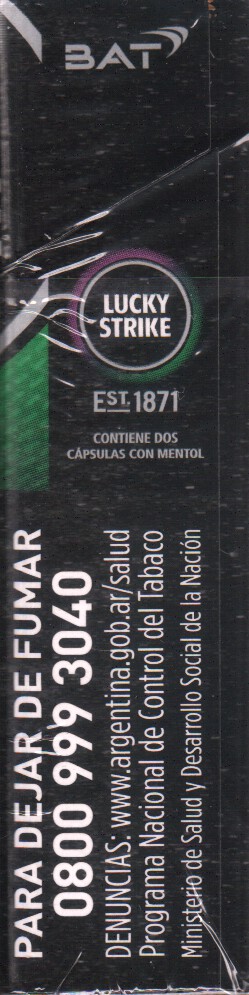 BAT
LUCKY
STRIKE
EST. 1871
CONTIENE DOS
CÁPSULAS CON MENTOL
PARA DEJAR DE FUMAR
0800 999 3040
DENUNCIAS: www.argentina.gob.ar/salud
Programa Nacional de Control del Tabaco
Ministerio de Salud y Desarrollo Social de la Nación